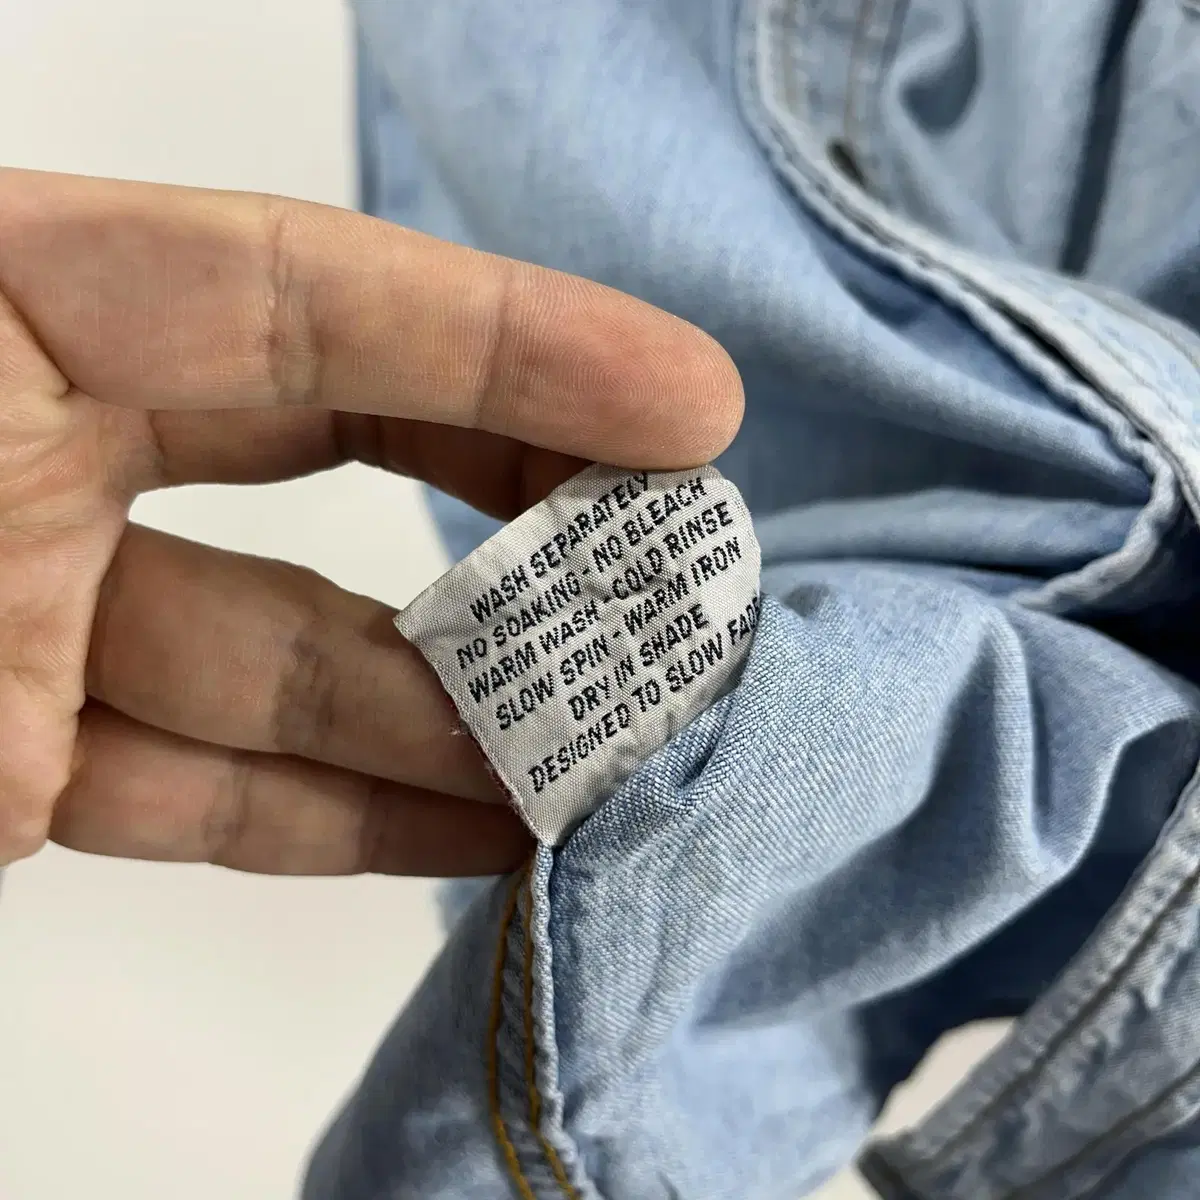 WASH SEPARATELY
NO SOAKING - NO BLEACH
WARM WASH - COLD RINSE
SLOW SPIN - WARM IRON
DRY IN SHADE
DESIGNED TO SLOW FADE